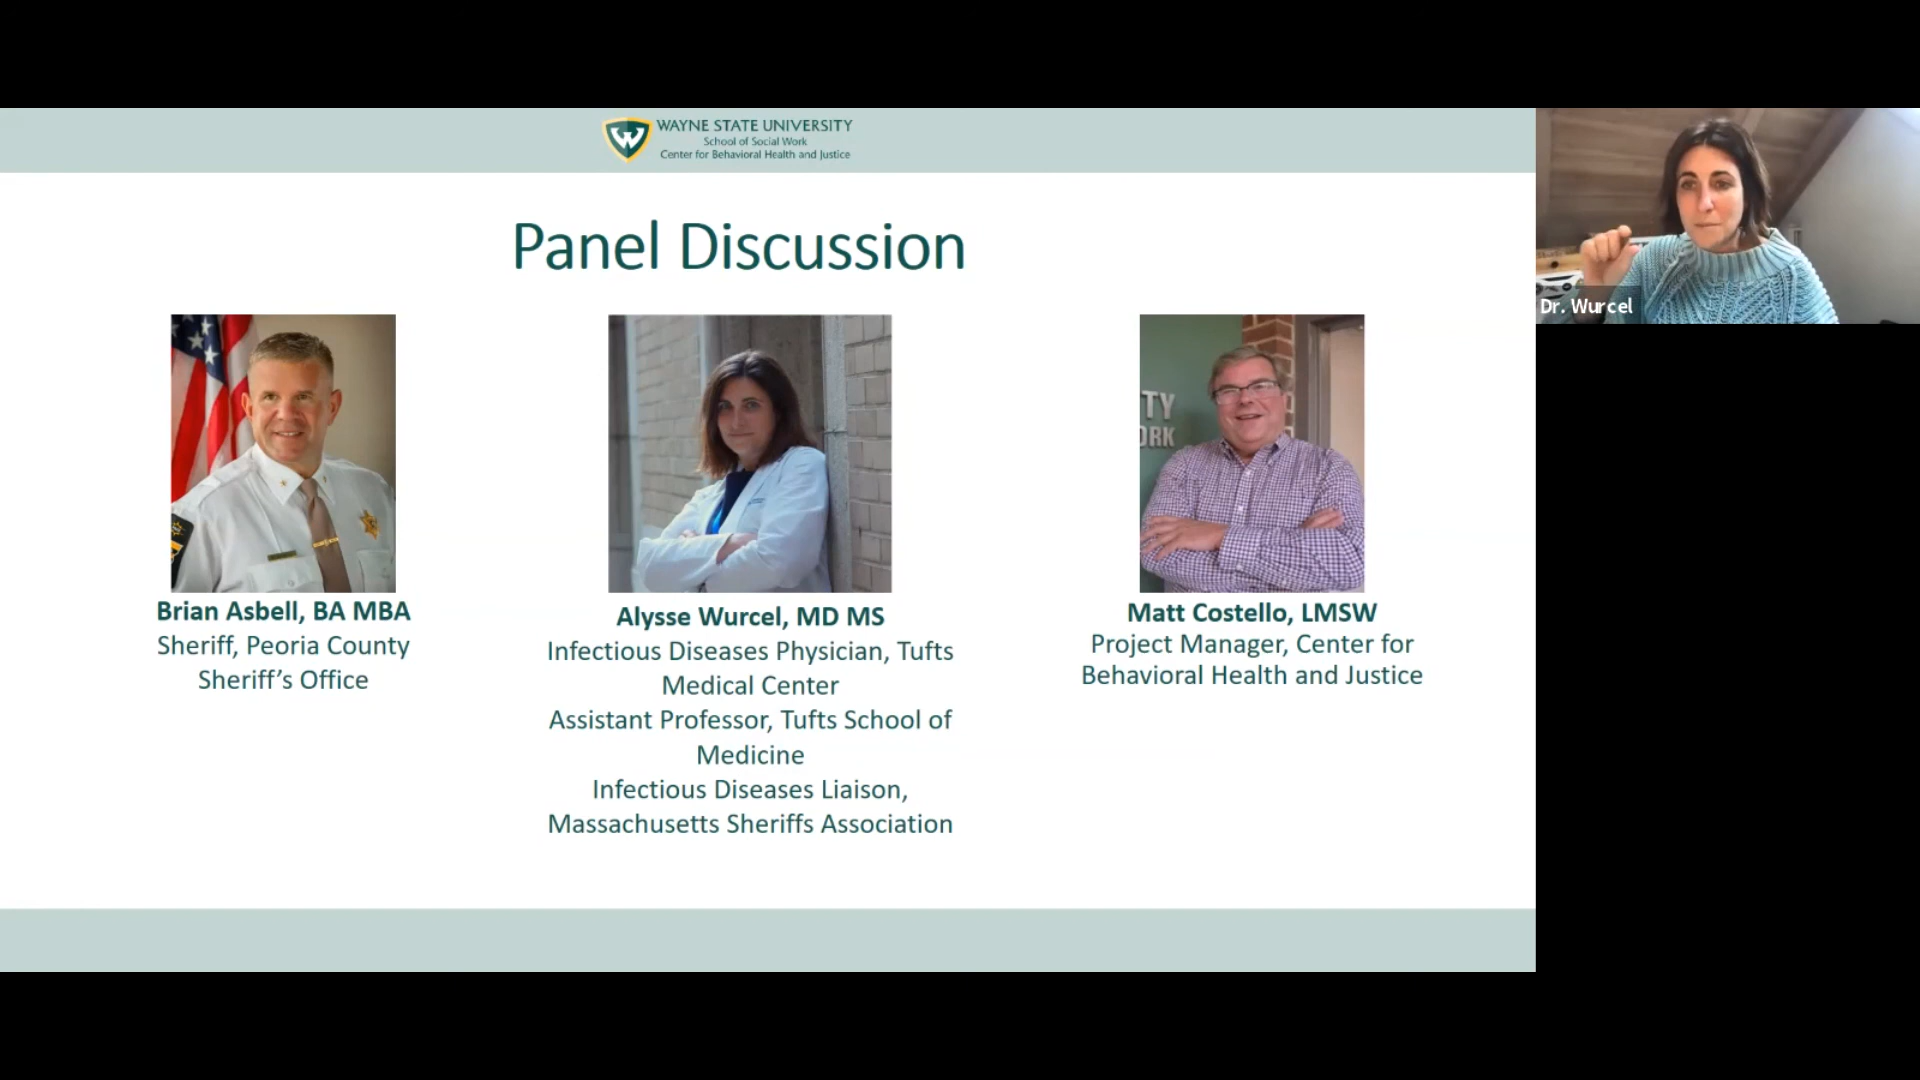 WAYNE STATE UNIVERSITY
School of Social Work
Center for Behavioral Health and Justice
Panel Discussion
Dr. Wurcel
TY
ORK
Brian Asbell, BA MBA
Sheriff, Peoria County
Sheriff’s Office
Alysse Wurcel, MD MS
Infectious Diseases Physician, Tufts
Medical Center
Assistant Professor, Tufts School of
Medicine
Infectious Diseases Liaison,
Massachusetts Sheriffs Association
Matt Costello, LMSW
Project Manager, Center for
Behavioral Health and Justice